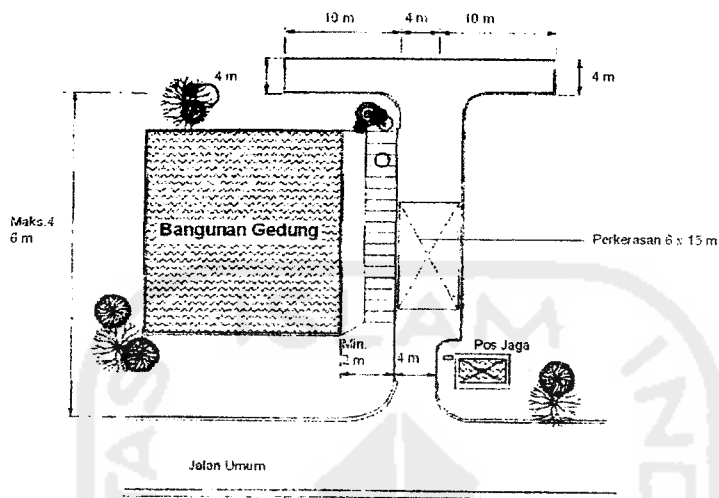 10 m 4 m 10 m
4 m
4 m
Maks.4
6 m
Bangunan Gedung
Perkerasan 6 x 15 m
Min.
2 m
4 m
Pos Jaga
Jalan Umum
ISLAM